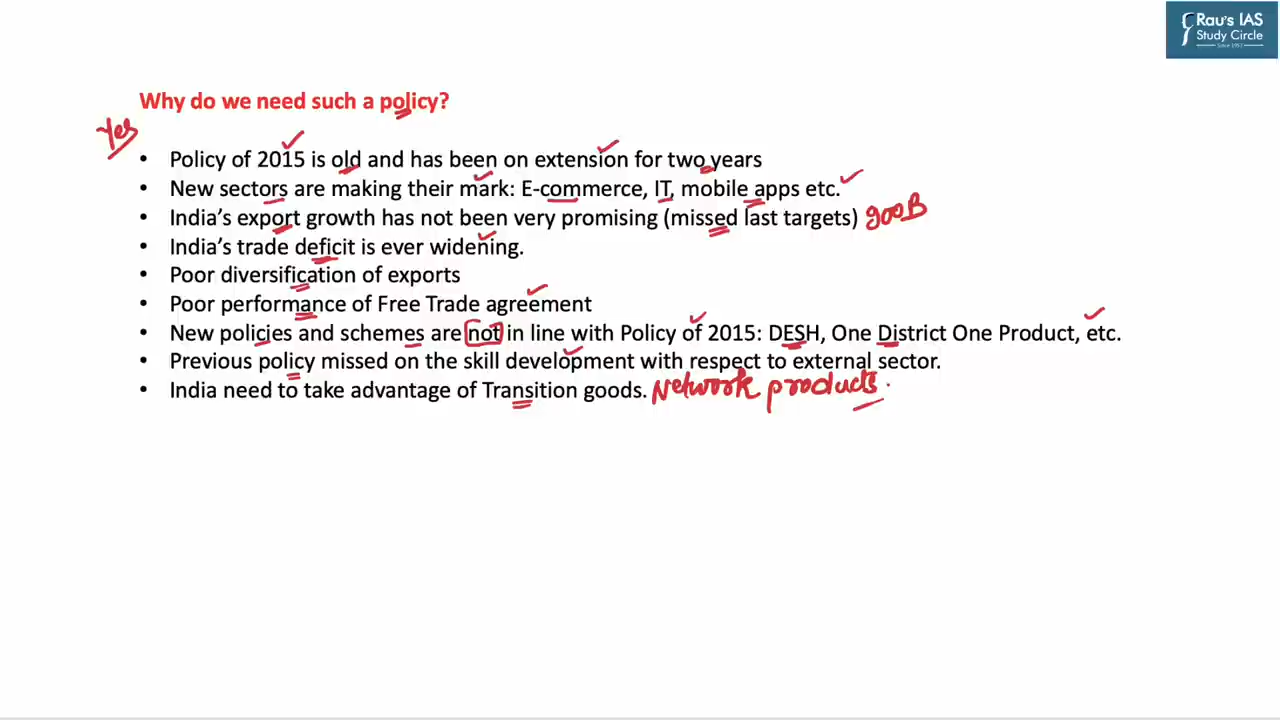 Rau's IAS
Study Circle
Since 1953
Why do we need such a policy?
Yes
• Policy of 2015 is old and has been on extension for two years
• New sectors are making their mark: E-commerce, IT, mobile apps etc.
• India's export growth has not been very promising (missed last targets) 900B
• India's trade deficit is ever widening.
• Poor diversification of exports
• Poor performance of Free Trade agreement
• New policies and schemes are not in line with Policy of 2015: DESH, One District One Product, etc.
• Previous policy missed on the skill development with respect to external sector.
• India need to take advantage of Transition goods. Network products.